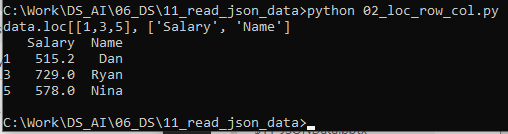 C:\Work\DS_AI\06_DS\11_read_json_data>python 02_loc_row_col.py
data.loc[[1,3,5], ['Salary', 'Name']
   Salary  Name
1   515.2   Dan
3   729.0  Ryan
5   578.0  Nina
C:\Work\DS_AI\06_DS\11_read_json_data>